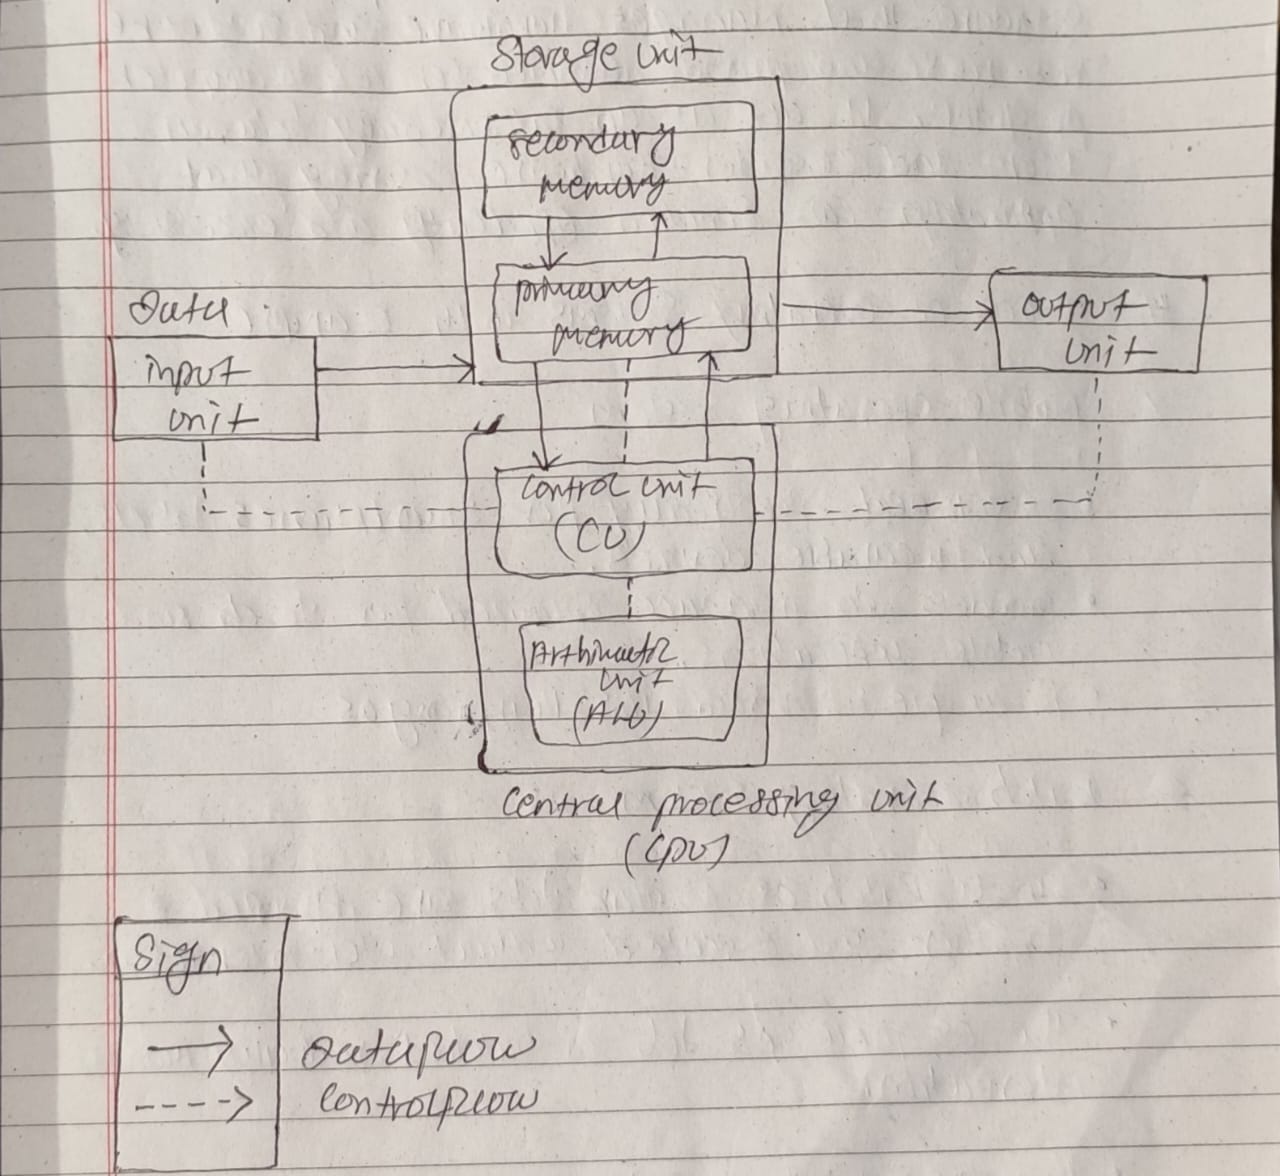 Storage unit
secondary
memory
primary
memory
Data
input
unit
output
unit
control unit
(CU)
Arthimetic
unit
(ALU)
Central processing unit
(CPU)
Sign
Dataflow
Controlflow